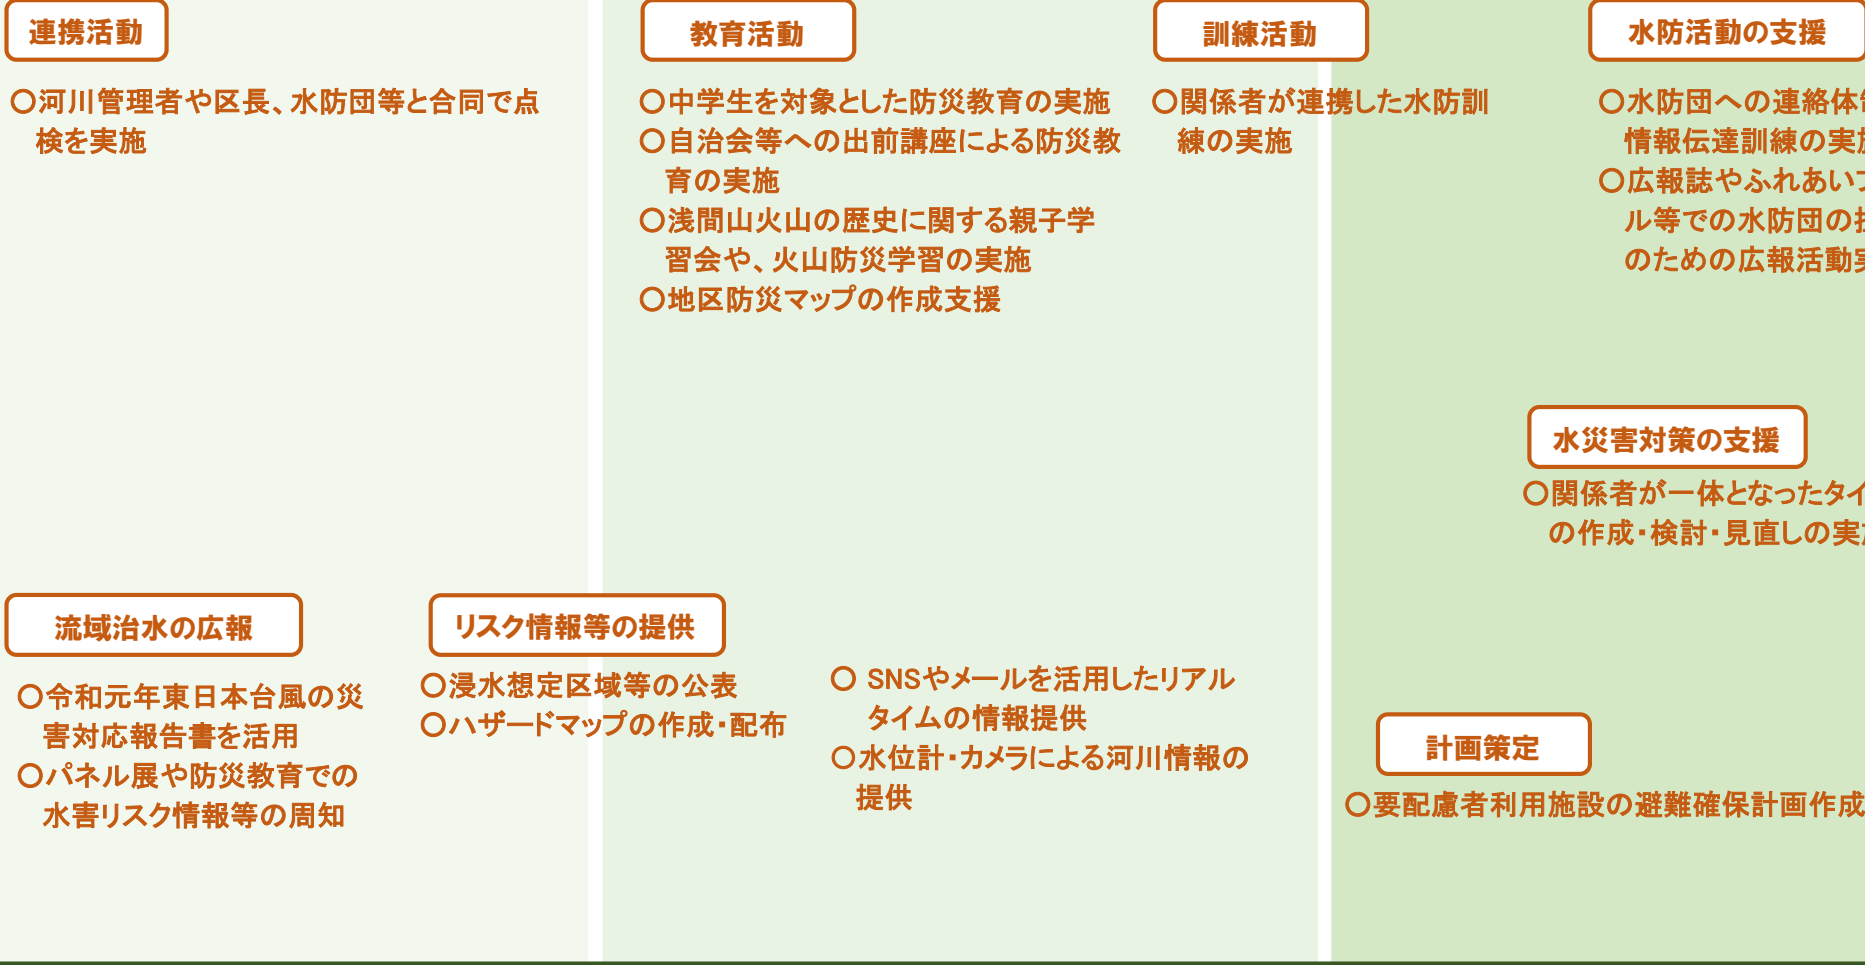 連携活動
○河川管理者や区長、水防団等と合同で点
検を実施
教育活動
○中学生を対象とした防災教育の実施
○自治会等への出前講座による防災教
育の実施
○浅間山火山の歴史に関する親子学
習会や、火山防災学習の実施
○地区防災マップの作成支援
訓練活動
○関係者が連携した水防訓
練の実施
水防活動の支援
○水防団への連絡体
情報伝達訓練の実
○広報誌やふれあい
ル等での水防団の
のための広報活動
水災害対策の支援
○関係者が一体となったタイ
の作成・検討・見直しの実
流域治水の広報
○令和元年東日本台風の災
害対応報告書を活用
○パネル展や防災教育での
水害リスク情報等の周知
リスク情報等の提供
○浸水想定区域等の公表
○ハザードマップの作成・配布
○ SNSやメールを活用したリアル
タイムの情報提供
○水位計・カメラによる河川情報の
提供
計画策定
○要配慮者利用施設の避難確保計画作成